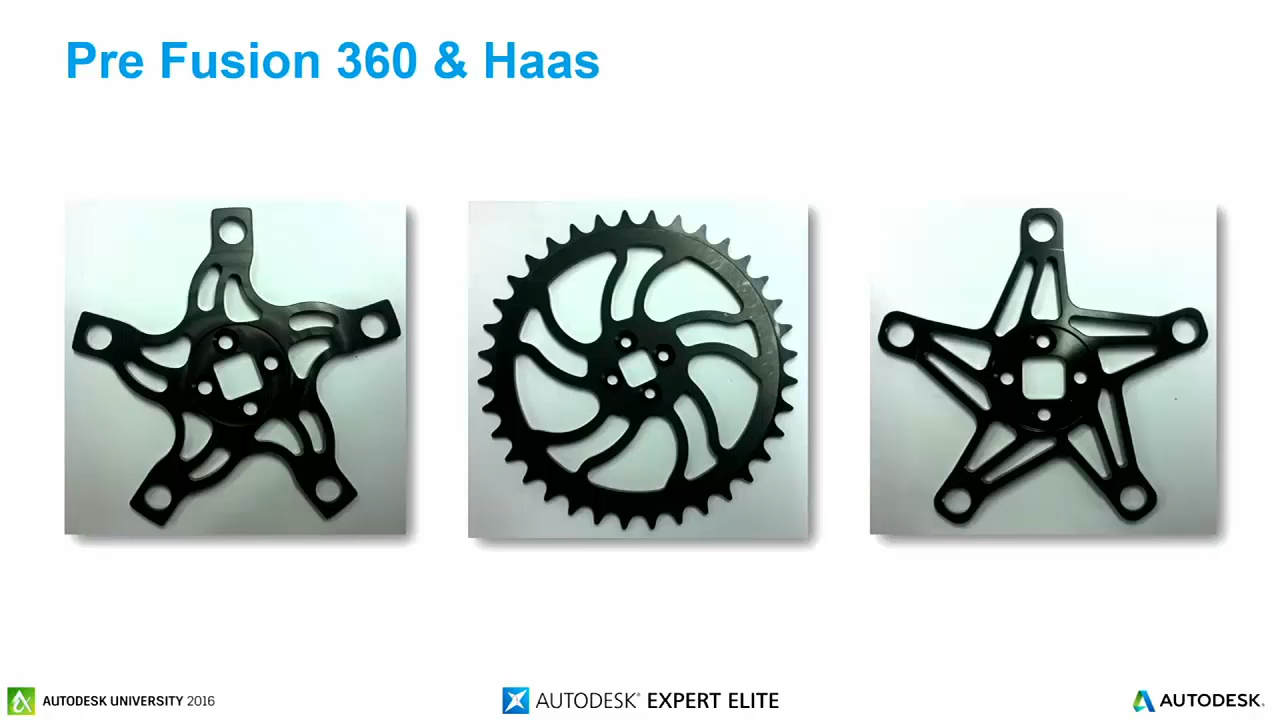 Pre Fusion 360 & Haas
AUTODESK UNIVERSITY 2016
AUTODESK® EXPERT ELITE
AUTODESK.